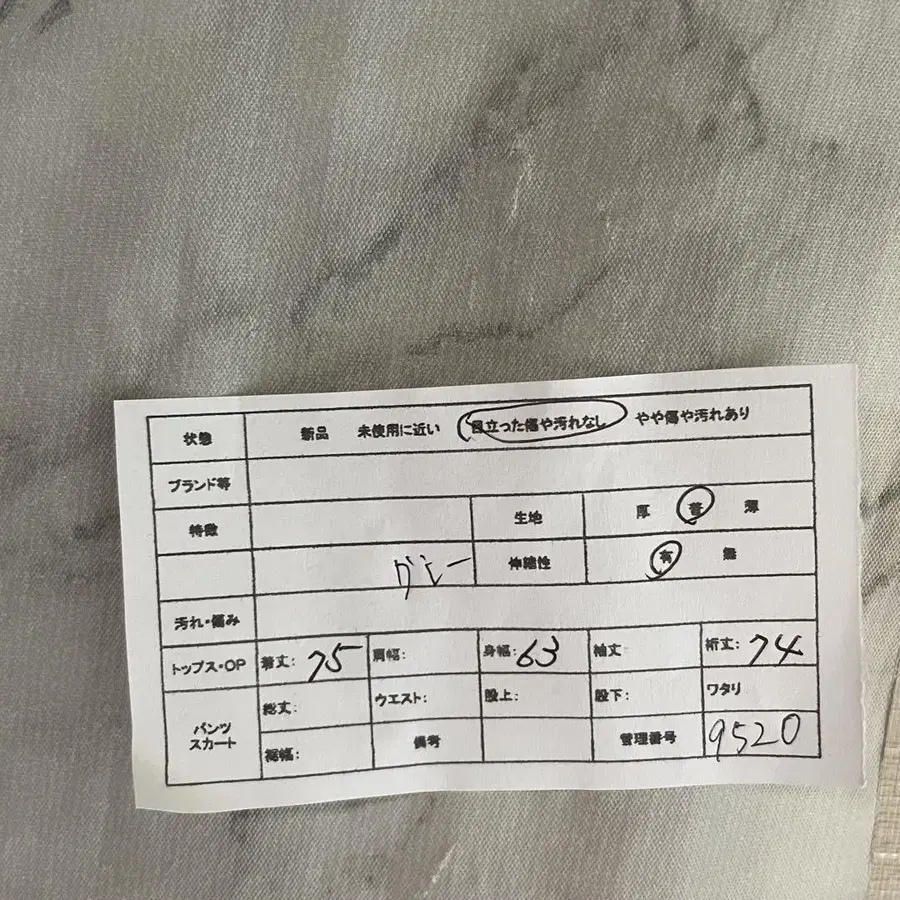 状態 新品 未使用に近い 目立った傷や汚れなし やや傷や汚れあり
ブランド等
特徴 生地 厚 普 薄
グレー 伸縮性 有 無
汚れ・傷み
トップス・OP 着丈: 75 肩幅: 身幅: 63 袖丈 裄丈: 74
パンツ
スカート
総丈: ウエスト: 股上: 股下: ワタリ
裾幅: 備考 管理番号 9520